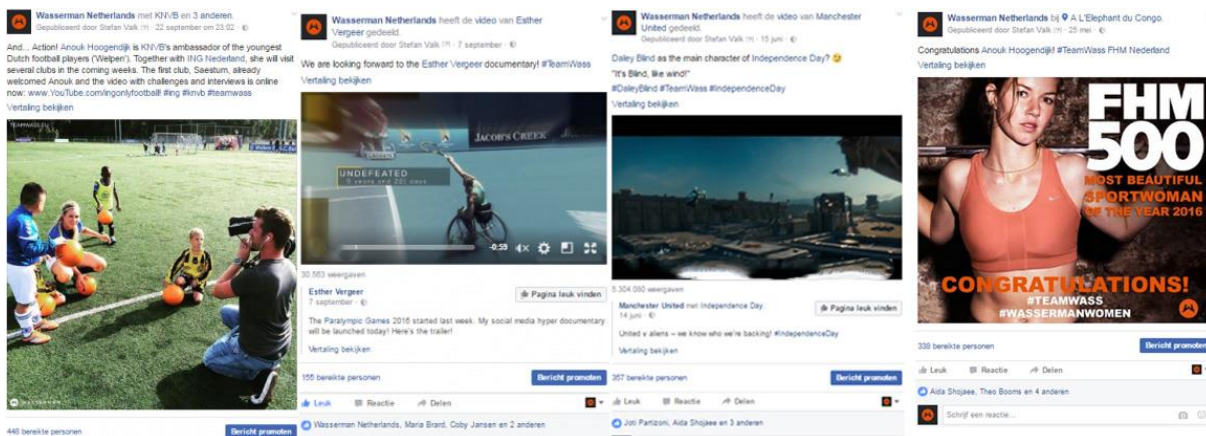 Wasserman Netherlands met KNVB en 3 anderen.
Gepubliceerd door Stefan Valk [?] · 22 september om 23:02
And... Action! Anouk Hoogendijk is KNVB's ambassador of the youngest
Dutch football players ('Welpen'). Together with ING Nederland, she will visit
several clubs in the coming weeks. The first club, Saestum, already
welcomed Anouk and the video with challenges and interviews is online
now: www.YouTube.com/ingonlyfootball! #ing #knvb #teamwass
Vertaling bekijken
TEAMWASS.EU
WASSERMAN
446 bereikte personen
Bericht promoten
Wasserman Netherlands heeft de video van Esther
Vergeer gedeeld.
Gepubliceerd door Stefan Valk [?] · 7 september
We are looking forward to the Esther Vergeer documentary! #TeamWass
Vertaling bekijken
JACOB'S CREEK
UNDEFEATED
9 years and 201 days
-0:59
30.563 weergaven
Esther Vergeer
7 september
Pagina leuk vinden
The Paralympic Games 2016 started last week. My social media hyper documentary
will be launched today! Here's the trailer!
Vertaling bekijken
155 bereikte personen
Bericht promoten
Leuk Reactie Delen
Wasserman Netherlands, Maria Brard, Coby Jansen en 2 anderen
Wasserman Netherlands heeft de video van Manchester
United gedeeld.
Gepubliceerd door Stefan Valk [?] · 15 juni
Daley Blind as the main character of Independence Day?
"It's Blind, like wind!"
#DaleyBlind #TeamWass #IndependenceDay
Vertaling bekijken
5.304.080 weergaven
Manchester United met Independence Day.
14 juni
Pagina leuk vinden
United v aliens – we know who we're backing! #IndependenceDay
Vertaling bekijken
357 bereikte personen
Bericht promoten
Leuk Reactie Delen
Joti Partizoni, Aida Shojaee en 3 anderen
Wasserman Netherlands bij A L'Elephant du Congo.
Gepubliceerd door Stefan Valk [?] · 25 mei
Congratulations Anouk Hoogendijk! #TeamWass FHM Nederland
Vertaling bekijken
FHM
500
MOST BEAUTIFUL
SPORTWOMAN
OF THE YEAR 2016
CONGRATULATIONS!
#TEAMWASS
#WASSERMANWOMEN
338 bereikte personen
Bericht promoten
Leuk Reactie Delen
Aida Shojaee, Theo Booms en 4 anderen
Schrijf een reactie...